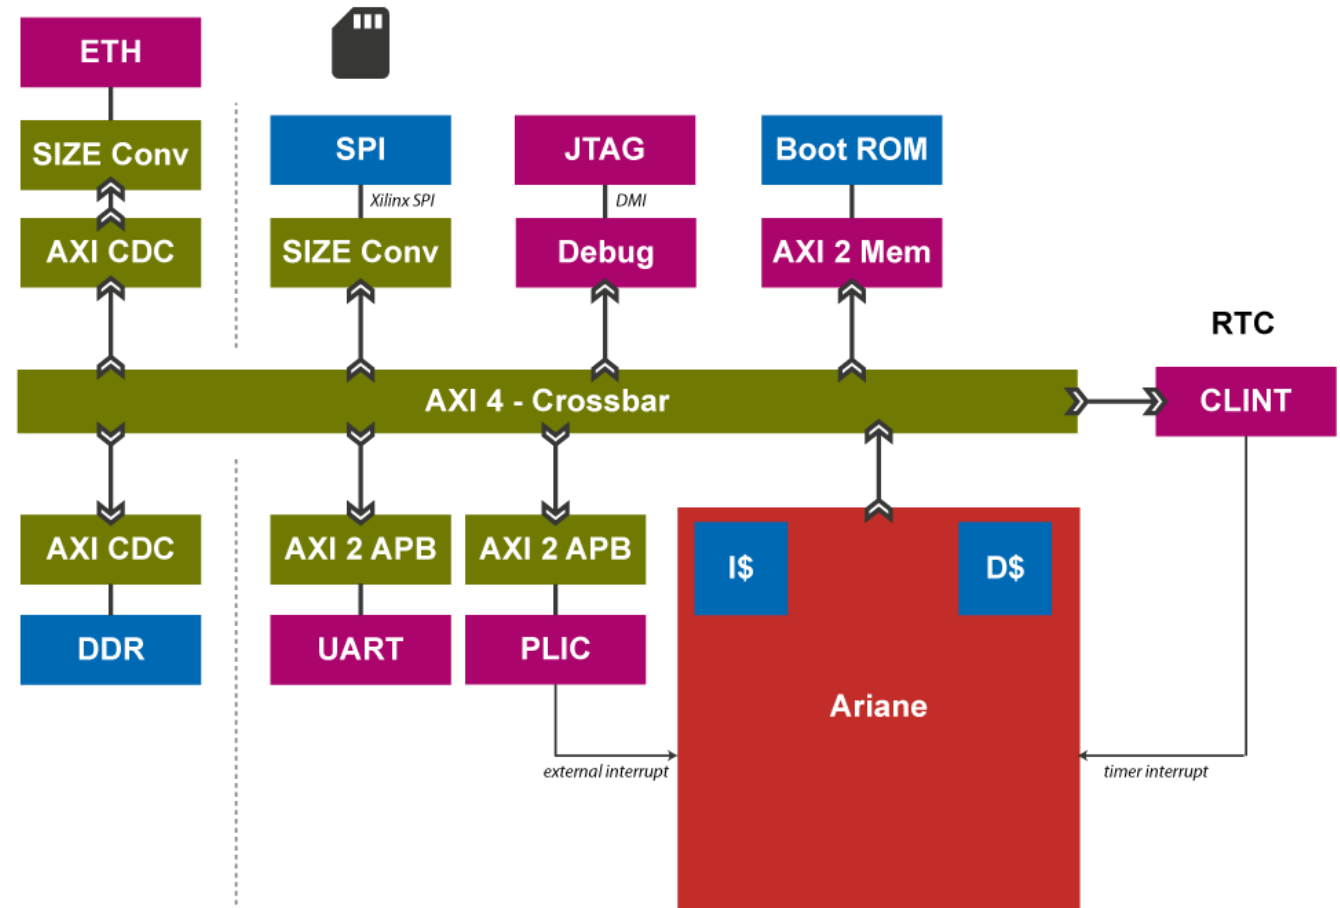 ETH
SIZE Conv
SPI
JTAG
Boot ROM
Xilinx SPI
DMI
AXI CDC
SIZE Conv
Debug
AXI 2 Mem
RTC
AXI 4 - Crossbar
CLINT
AXI CDC
AXI 2 APB
AXI 2 APB
I$
D$
DDR
UART
PLIC
Ariane
external interrupt
timer interrupt